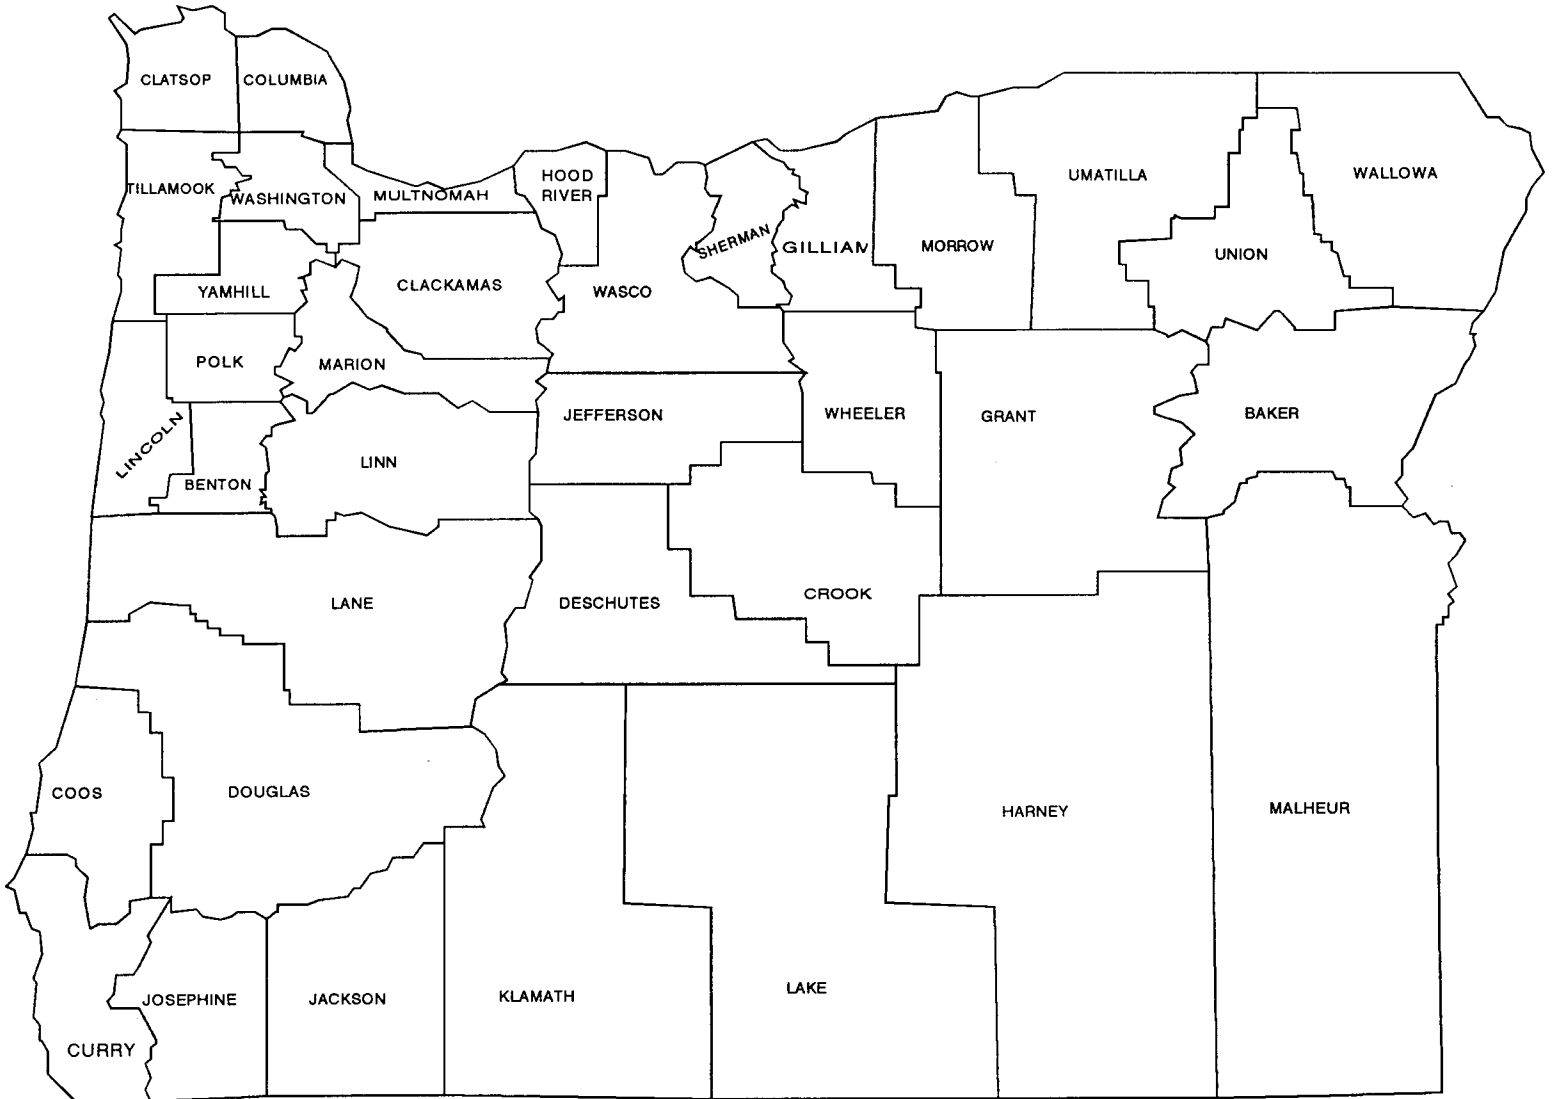 CLATSOP
COLUMBIA
TILLAMOOK
WASHINGTON
MULTNOMAH
HOOD
RIVER
UMATILLA
WALLOWA
SHERMAN
GILLIAM
MORROW
UNION
YAMHILL
CLACKAMAS
WASCO
POLK
MARION
LINCOLN
JEFFERSON
WHEELER
GRANT
BAKER
BENTON
LINN
LANE
DESCHUTES
CROOK
COOS
DOUGLAS
HARNEY
MALHEUR
JOSEPHINE
JACKSON
KLAMATH
LAKE
CURRY